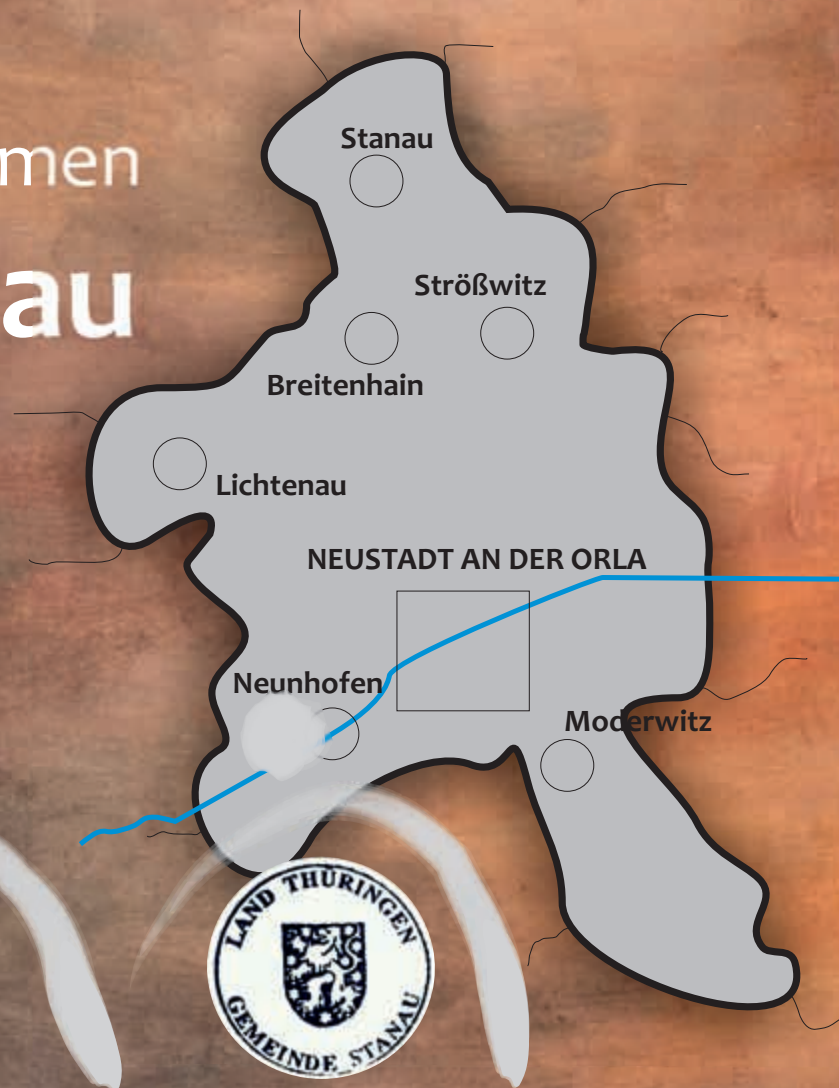 men
au
Stanau
Strößwitz
Breitenhain
Lichtenau
NEUSTADT AN DER ORLA
Neunhofen
Moderwitz
LAND THÜRINGEN
GEMEINDE STANAU